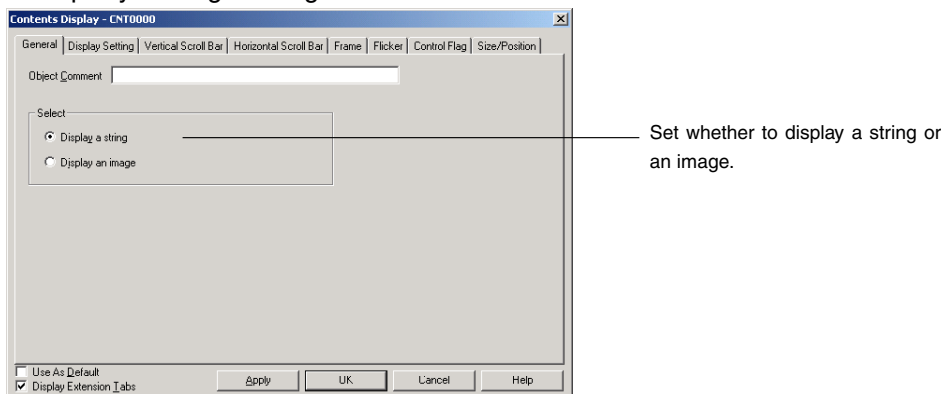 Contents Display - CNT0000
General Display Setting Vertical Scroll Bar Horizontal Scroll Bar Frame Flicker Control Flag Size/Position
Object Comment
Select
Display a string
Display an image
Set whether to display a string or
an image.
Use As Default
Display Extension Tabs
Apply OK Cancel Help